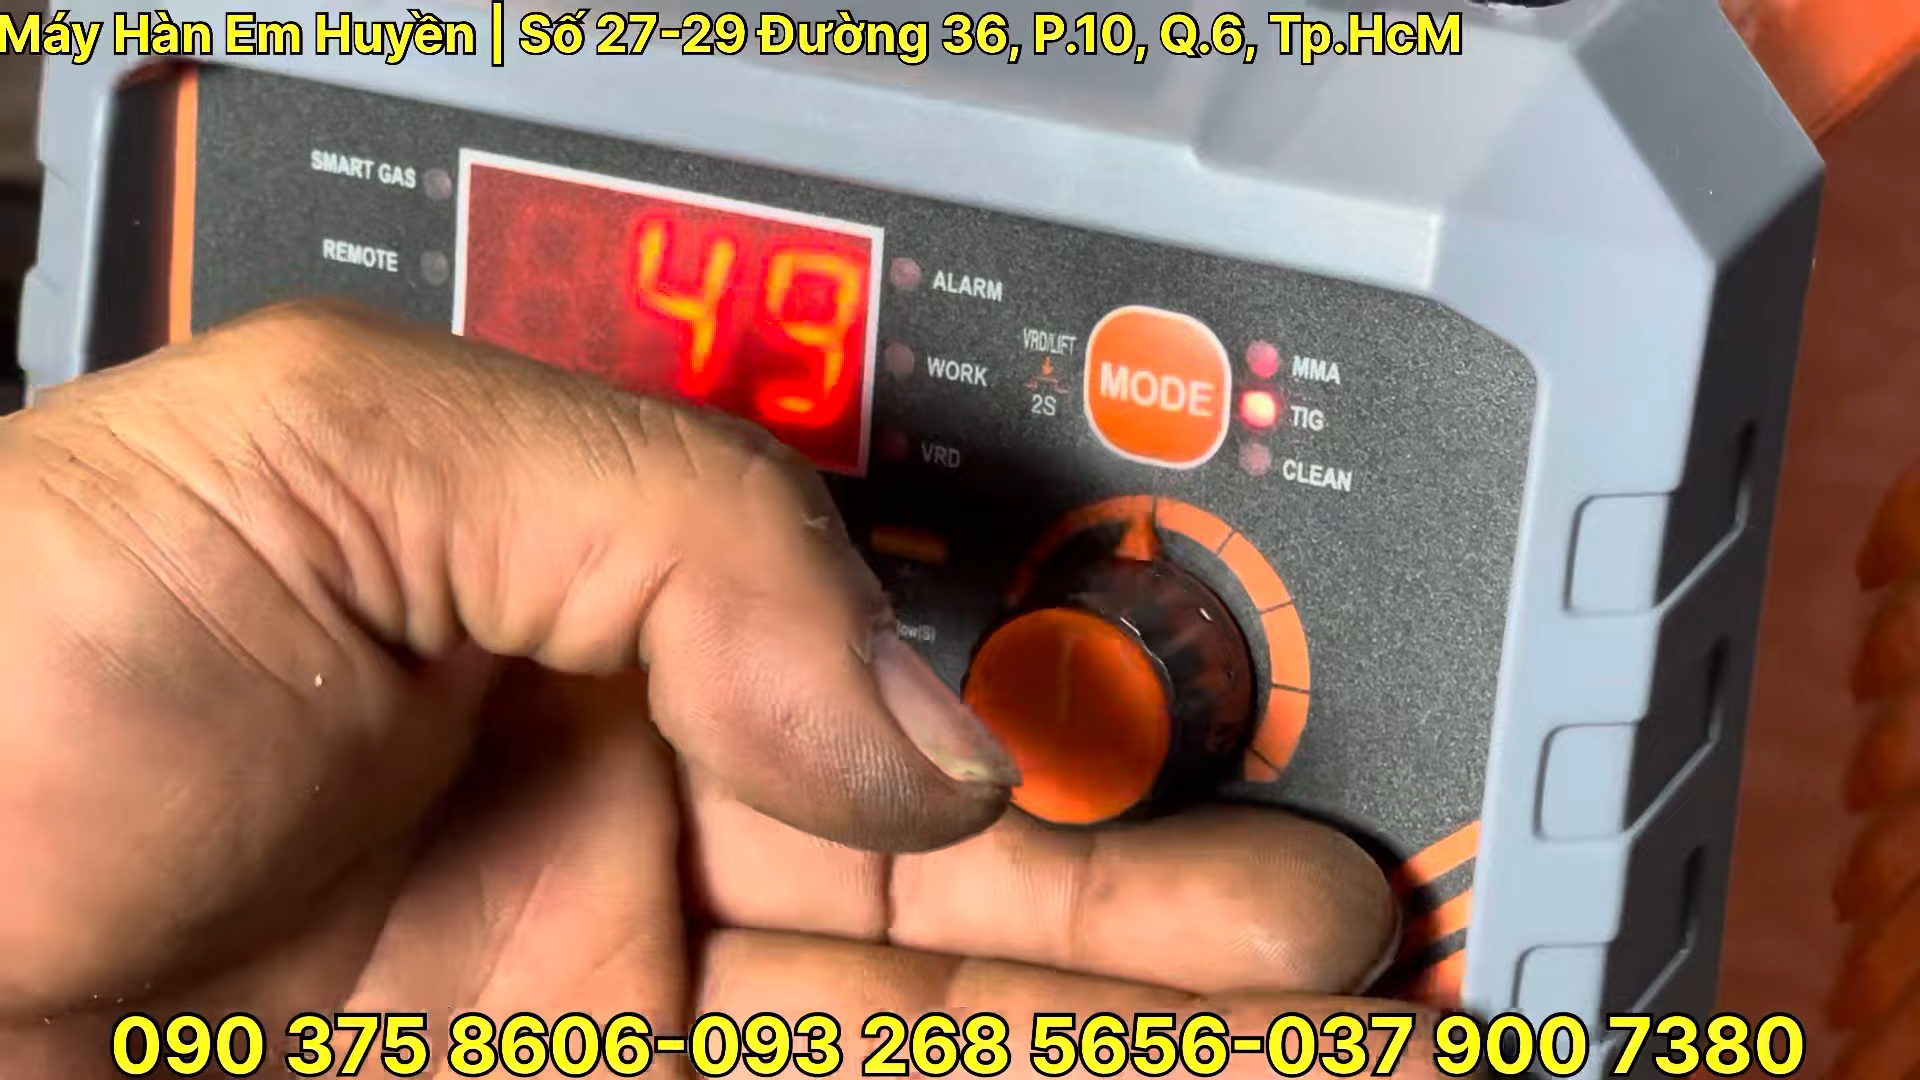 Máy Hàn Em Huyền | Số 27-29 Đường 36, P.10, Q.6, Tp.HcM
SMART GAS
REMOTE
49
ALARM
WORK
VRD
VRD/LIFT
2S
MODE
MMA
TIG
CLEAN
090 375 8606-093 268 5656-037 900 7380